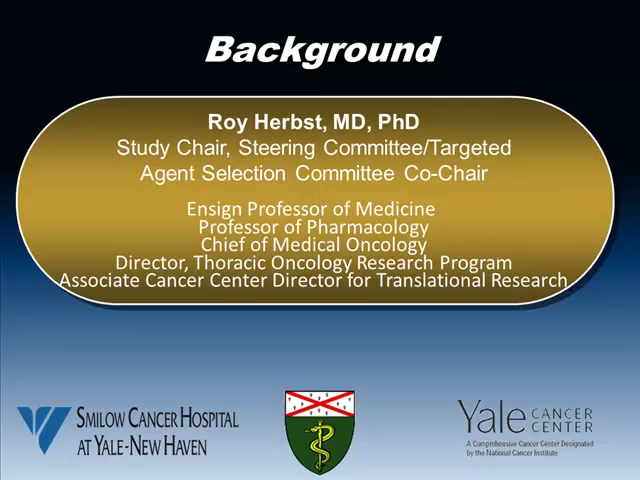 Background
Roy Herbst, MD, PhD
Study Chair, Steering Committee/Targeted
Agent Selection Committee Co-Chair
Ensign Professor of Medicine
Professor of Pharmacology
Chief of Medical Oncology
Director, Thoracic Oncology Research Program
Associate Cancer Center Director for Translational Research
SMILOW CANCER HOSPITAL
AT YALE-NEW HAVEN
Yale CANCER
CENTER
A Comprehensive Cancer Center Designated
by the National Cancer Institute